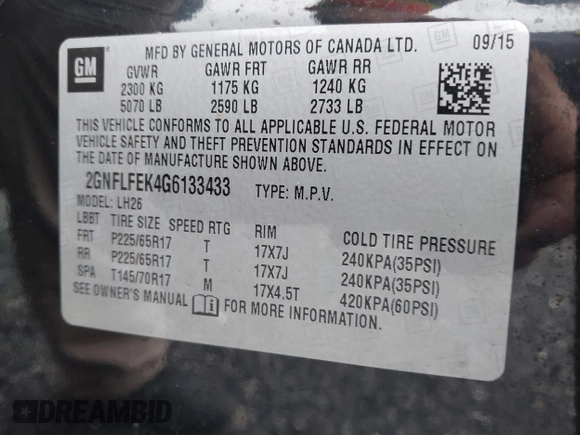 GM
MFD BY GENERAL MOTORS OF CANADA LTD. 09/15
GVWR GAWR FRT GAWR RR
2300 KG 1175 KG 1240 KG
5070 LB 2590 LB 2733 LB
THIS VEHICLE CONFORMS TO ALL APPLICABLE U.S. FEDERAL MOTOR
VEHICLE SAFETY AND THEFT PREVENTION STANDARDS IN EFFECT ON
THE DATE OF MANUFACTURE SHOWN ABOVE.
2GNFLFEK4G6133433 TYPE: M.P.V.
MODEL: LH26
LBBT TIRE SIZE SPEED RTG RIM COLD TIRE PRESSURE
FRT P225/65R17 T 17X7J 240KPA(35PSI)
RR P225/65R17 T 17X7J 240KPA(35PSI)
SPA T145/70R17 M 17X4.5T 420KPA(60PSI)
SEE OWNER'S MANUAL FOR MORE INFORMATION.
DREAMBID